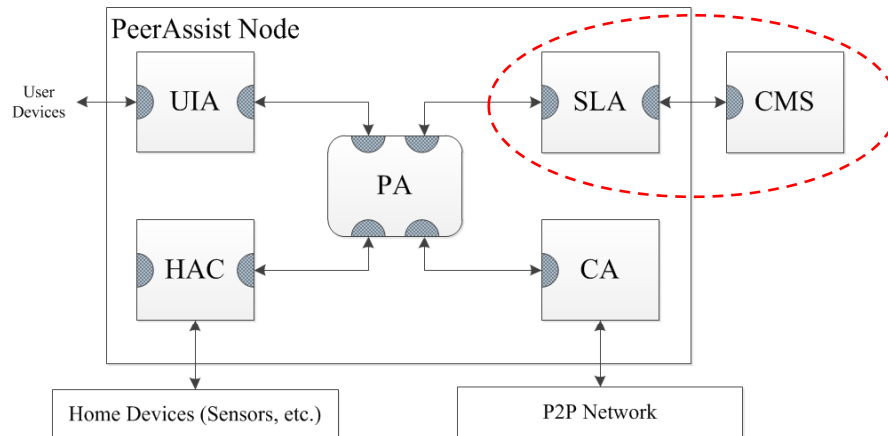 PeerAssist Node
User
Devices
UIA
SLA
CMS
PA
HAC
CA
Home Devices (Sensors, etc.)
P2P Network